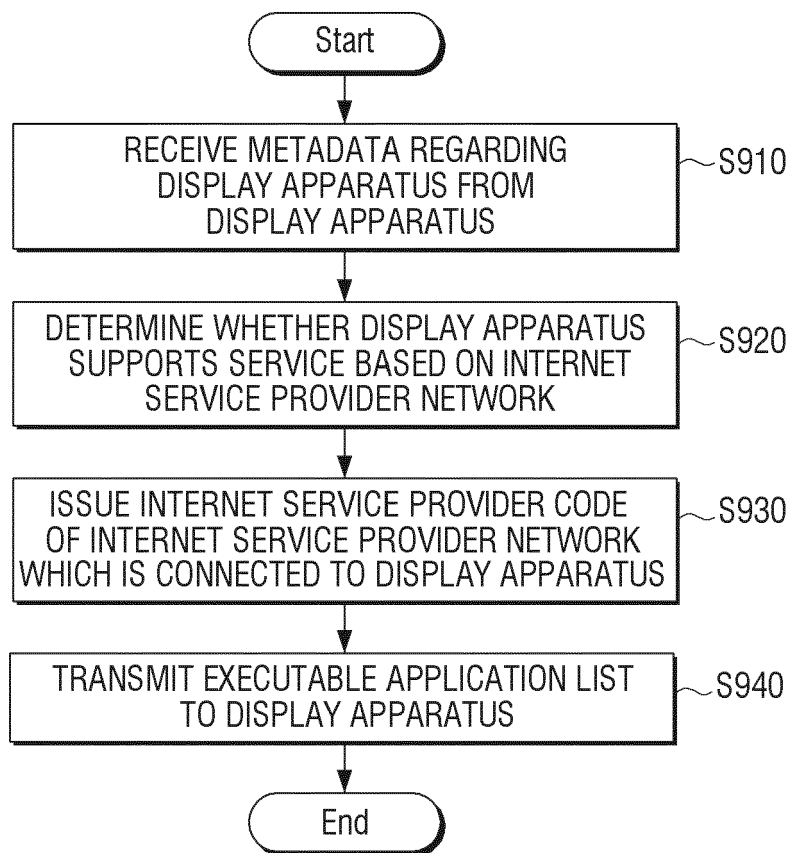 Start
RECEIVE METADATA REGARDING
DISPLAY APPARATUS FROM
DISPLAY APPARATUS
S910
DETERMINE WHETHER DISPLAY APPARATUS
SUPPORTS SERVICE BASED ON INTERNET
SERVICE PROVIDER NETWORK
S920
ISSUE INTERNET SERVICE PROVIDER CODE
OF INTERNET SERVICE PROVIDER NETWORK
WHICH IS CONNECTED TO DISPLAY APPARATUS
S930
TRANSMIT EXECUTABLE APPLICATION LIST
TO DISPLAY APPARATUS
S940
End